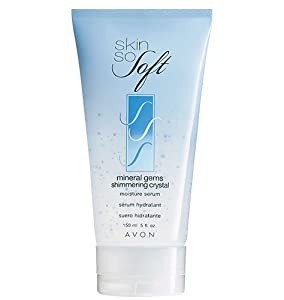 skin
so
Soft
mineral gems
shimmering crystal
moisture serum
sérum hydratant
suero hidratante
150 ml 5 fl. oz.
AVON